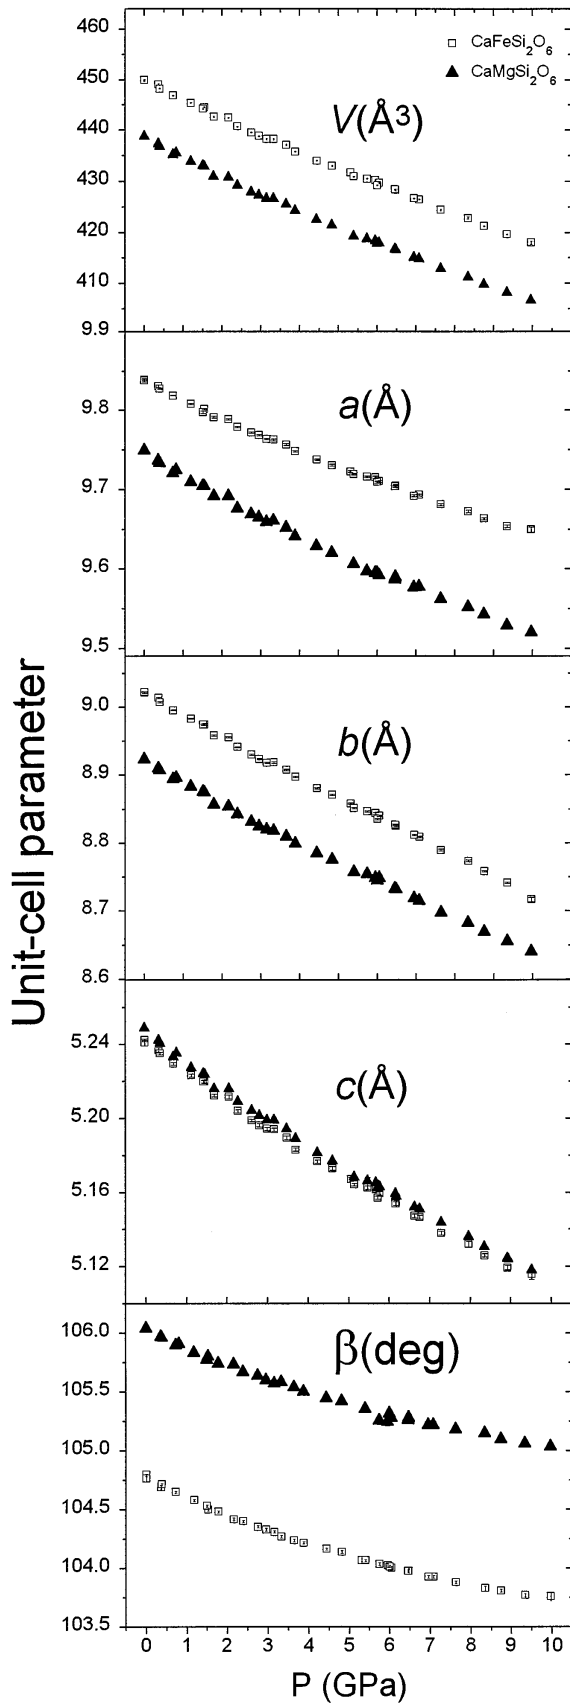 460
CaFeSi₂O₆
450
CaMgSi₂O₆
V(Å³)
440
430
420
410
9.9
9.8
a(Å)
9.7
9.6
9.5
Unit-cell parameter
9.0
b(Å)
8.9
8.8
8.7
8.6
5.24
c(Å)
5.20
5.16
5.12
106.0
β(deg)
105.5
105.0
104.5
104.0
103.5
0 1 2 3 4 5 6 7 8 9 10
P (GPa)